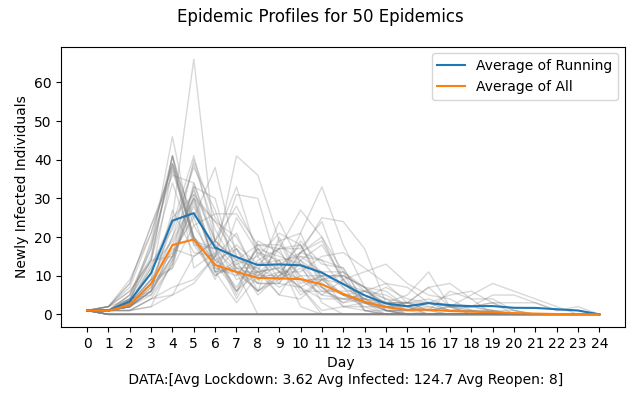 Epidemic Profiles for 50 Epidemics
Average of Running
Average of All
Newly Infected Individuals
60
50
40
30
20
10
0
0 1 2 3 4 5 6 7 8 9 10 11 12 13 14 15 16 17 18 19 20 21 22 23 24
Day
DATA:[Avg Lockdown: 3.62 Avg Infected: 124.7 Avg Reopen: 8]